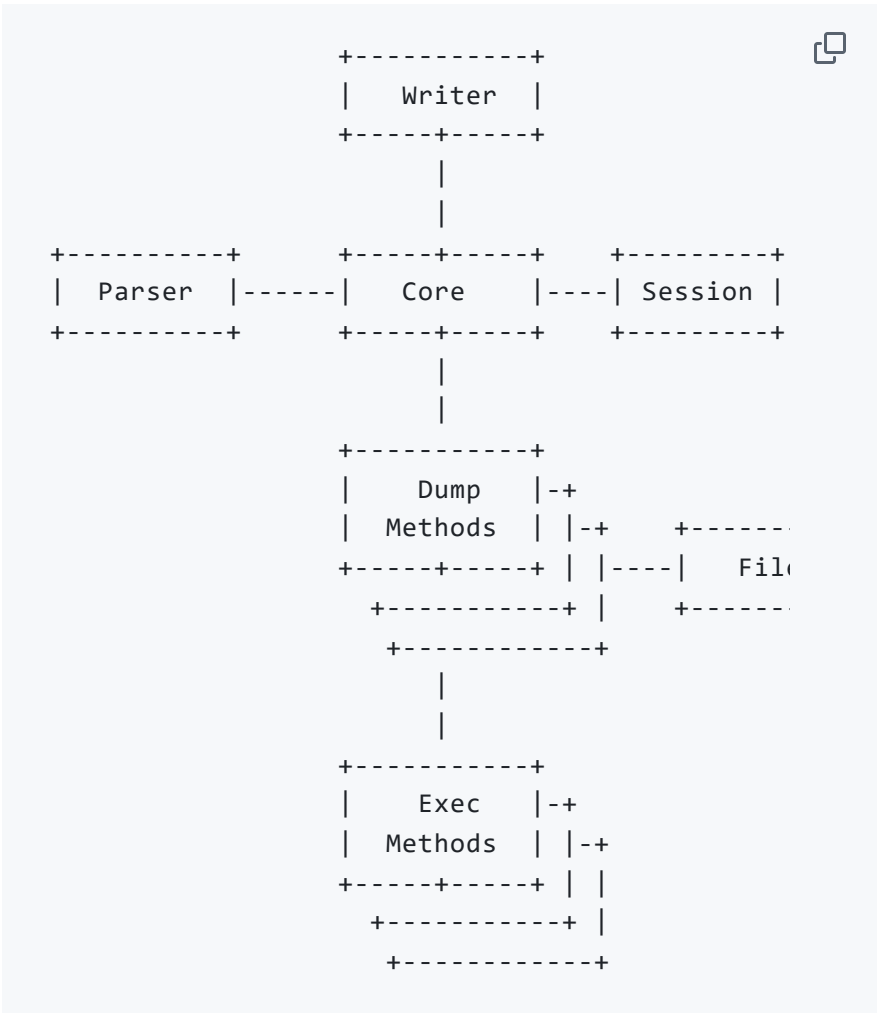 +-----------+
                  |   Writer  |
                  +-----+-----+
                        |
                        |
+----------+      +-----+-----+    +---------+
|  Parser  |------|   Core    |----| Session |
+----------+      +-----+-----+    +---------+
                        |
                        |
                  +-----------+
                  |    Dump   |-+
                  |  Methods  | |-+    +------
                  +-----+-----+ | |----|
                    +-----------+ |    +------
                     +------------+
                        |
                        |
                  +-----------+
                  |    Exec   |-+
                  |  Methods  | |-+
                  +-----+-----+ | |
                    +-----------+ |
                     +------------+